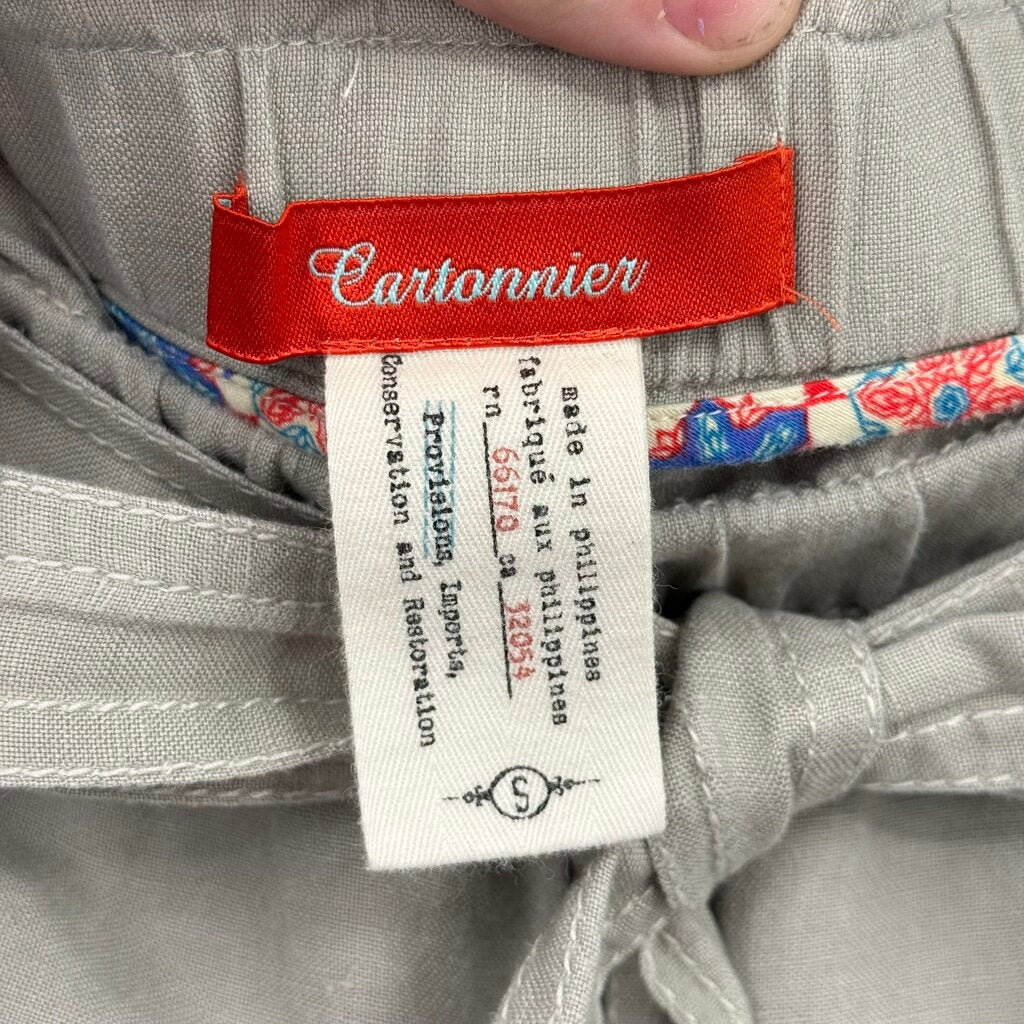 Cartonnier
made in philippines
fabriqué aux philippines
rn 66170 ca 32054
Provisions, Imports,
Conservation and Restoration
S